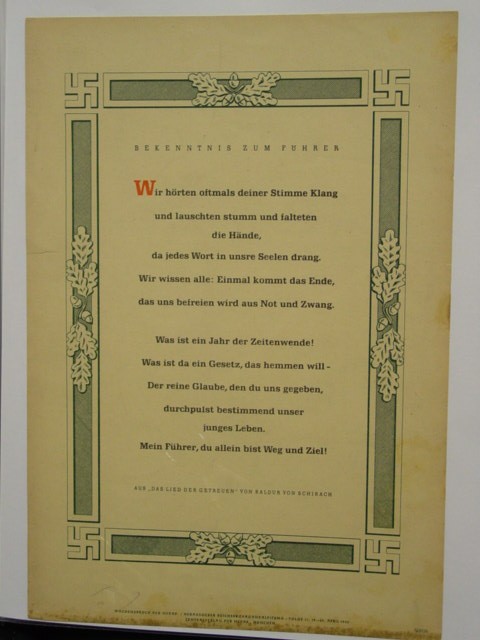 BEKENNTNIS ZUM FÜHRER
Wir hörten oftmals deiner Stimme Klang
und lauschten stumm und falteten
die Hände,
da jedes Wort in unsre Seelen drang.
Wir wissen alle: Einmal kommt das Ende,
das uns befreien wird aus Not und Zwang.
Was ist ein Jahr der Zeitenwende!
Was ist da ein Gesetz, das hemmen will –
Der reine Glaube, den du uns gegeben,
durchpulst bestimmend unser
junges Leben.
Mein Führer, du allein bist Weg und Ziel!
AUS „DAS LIED DER GETREUEN“ VON BALDUR VON SCHIRACH